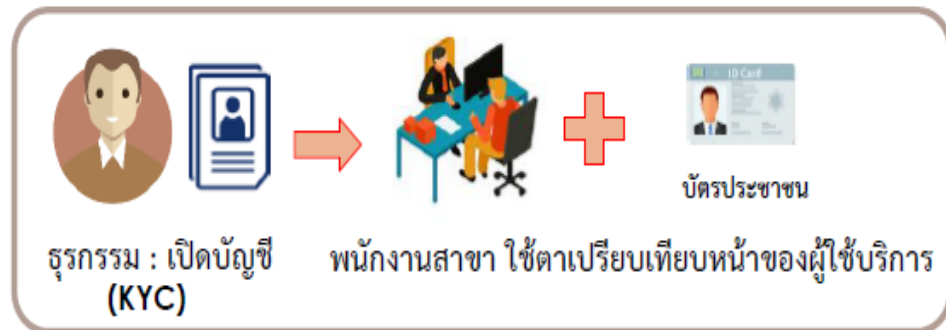 ID Card
บัตรประชาชน
ธุรกรรม : เปิดบัญชี
(KYC)
พนักงานสาขา ใช้ตาเปรียบเทียบหน้าของผู้ใช้บริการ